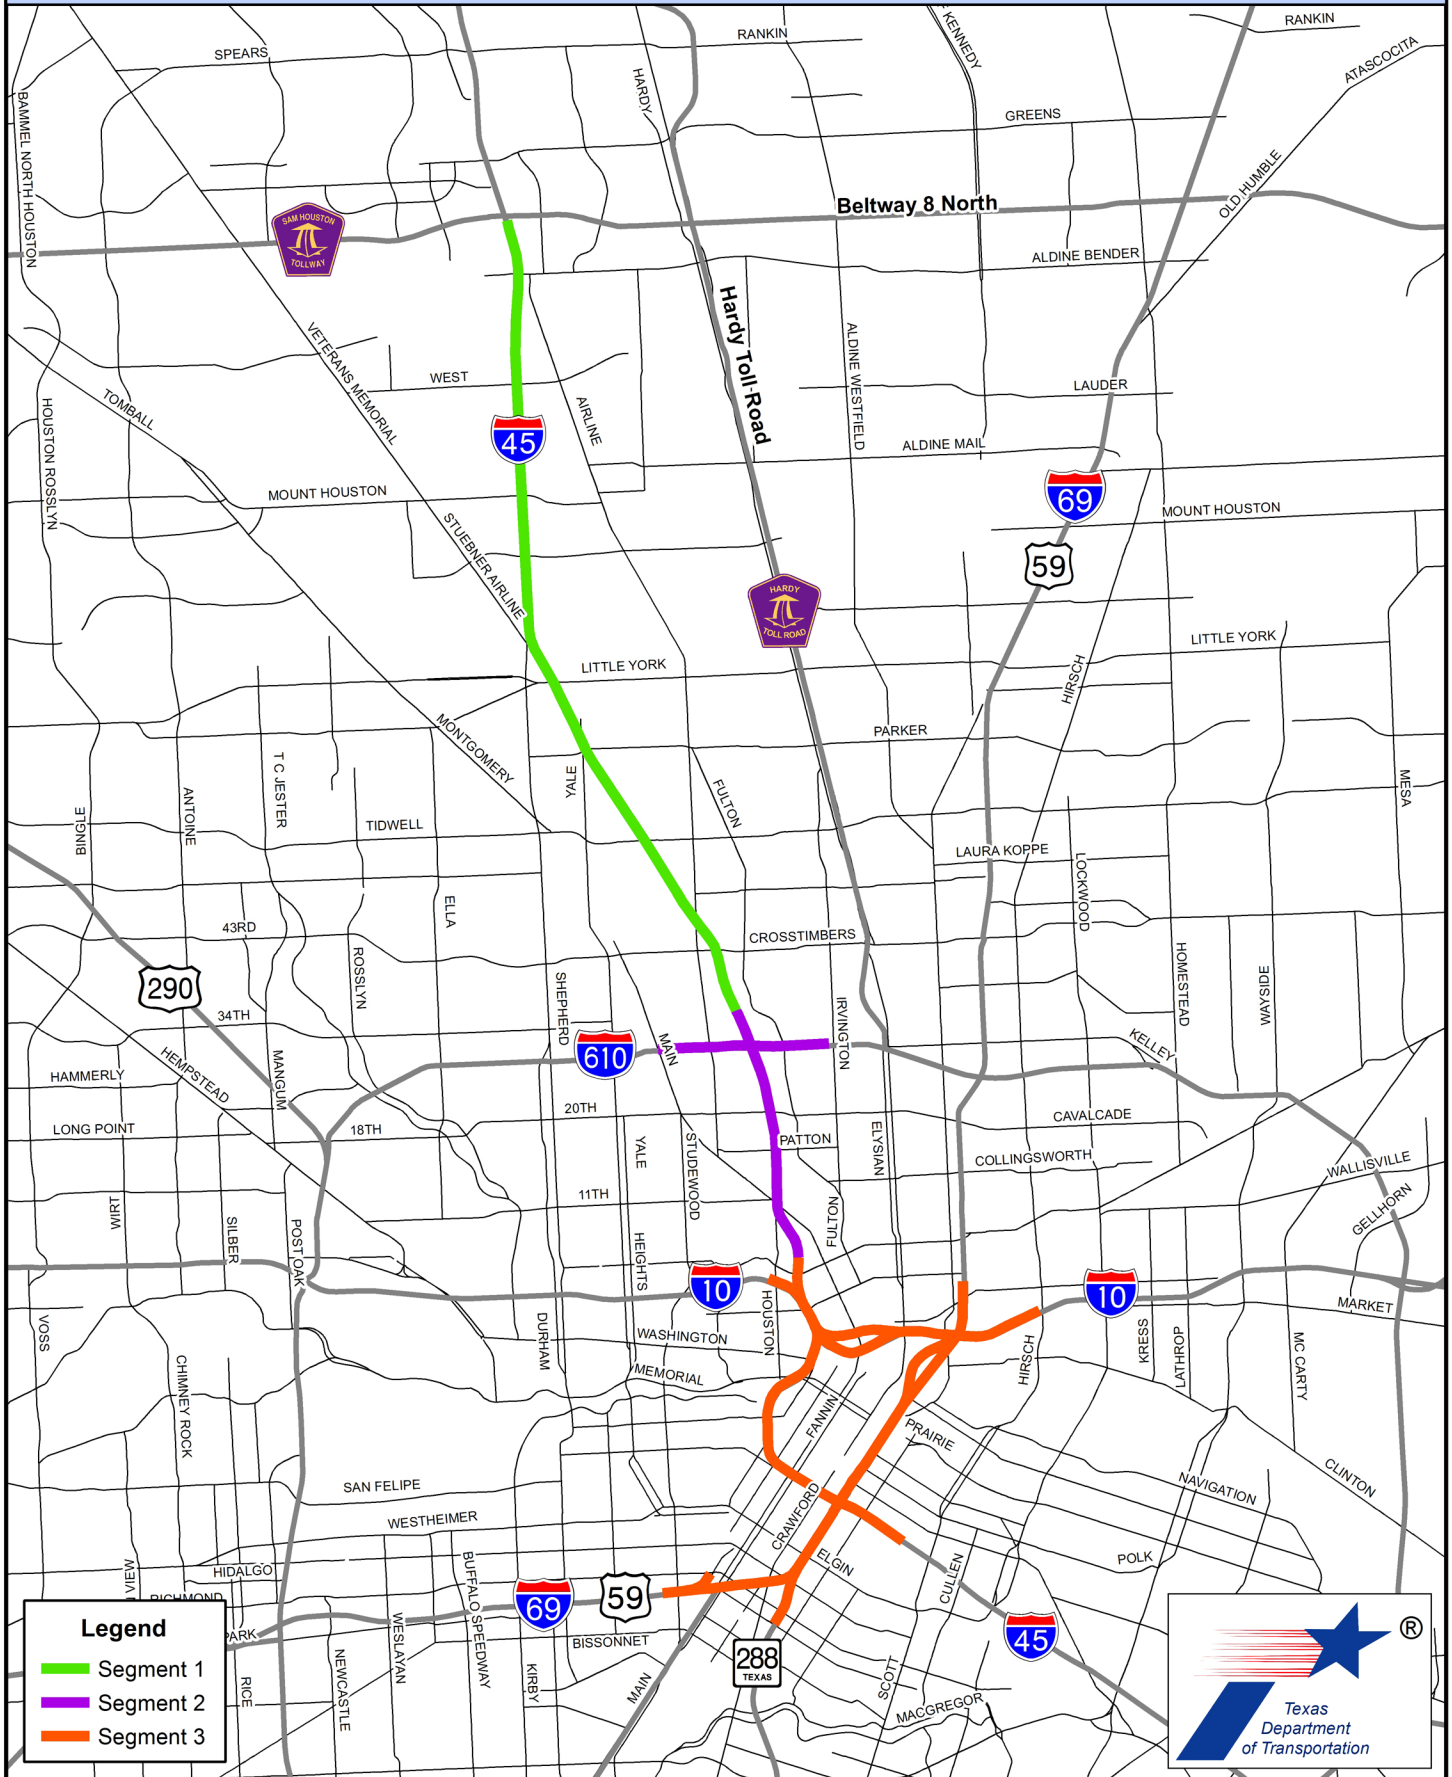 RANKIN
RANKIN
SPEARS
KENNEDY
ATASCOCITA
HARDY
BAMMEL NORTH HOUSTON
GREENS
OLD HUMBLE
Beltway 8 North
SAM HOUSTON
TOLLWAY
ALDINE BENDER
Hardy Toll Road
VETERANS MEMORIAL
ALDINE WESTFIELD
WEST
LAUDER
TOMBALL
AIRLINE
HOUSTON ROSSLYN
45
ALDINE MAIL
MOUNT HOUSTON
69
MOUNT HOUSTON
STUEBNER AIRLINE
59
HARDY
TOLL ROAD
LITTLE YORK
LITTLE YORK
HIRSCH
MONTGOMERY
PARKER
T C JESTER
YALE
FULTON
MESA
BINGLE
ANTOINE
TIDWELL
LAURA KOPPE
LOCKWOOD
ELLA
43RD
CROSSTIMBERS
ROSSLYN
SHEPHERD
HOMESTEAD
WAYSIDE
290
34TH
IRVINGTON
610
MAIN
KELLEY
HEMPSTEAD
MANGUM
HAMMERLY
20TH
CAVALCADE
LONG POINT
18TH
PATTON
ELYSIAN
YALE
STUDEWOOD
COLLINGSWORTH
WALLISVILLE
11TH
WIRT
GELLHORN
SILBER
POST OAK
FULTON
HEIGHTS
10
10
HOUSTON
MARKET
VOSS
DURHAM
WASHINGTON
KRESS
LATHROP
MC CARTY
HIRSCH
CHIMNEY ROCK
MEMORIAL
FANNIN
PRAIRIE
SAN FELIPE
NAVIGATION
CLINTON
WESTHEIMER
CRAWFORD
VIEW
HIDALGO
ELGIN
POLK
BUFFALO SPEEDWAY
CULLEN
RICHMOND
69
59
PARK
WESLAYAN
BISSONNET
45
288
TEXAS
RICE
NEWCASTLE
KIRBY
MAIN
SCOTT
MACGREGOR
Legend
Segment 1
Segment 2
Segment 3
®
Texas
Department
of Transportation